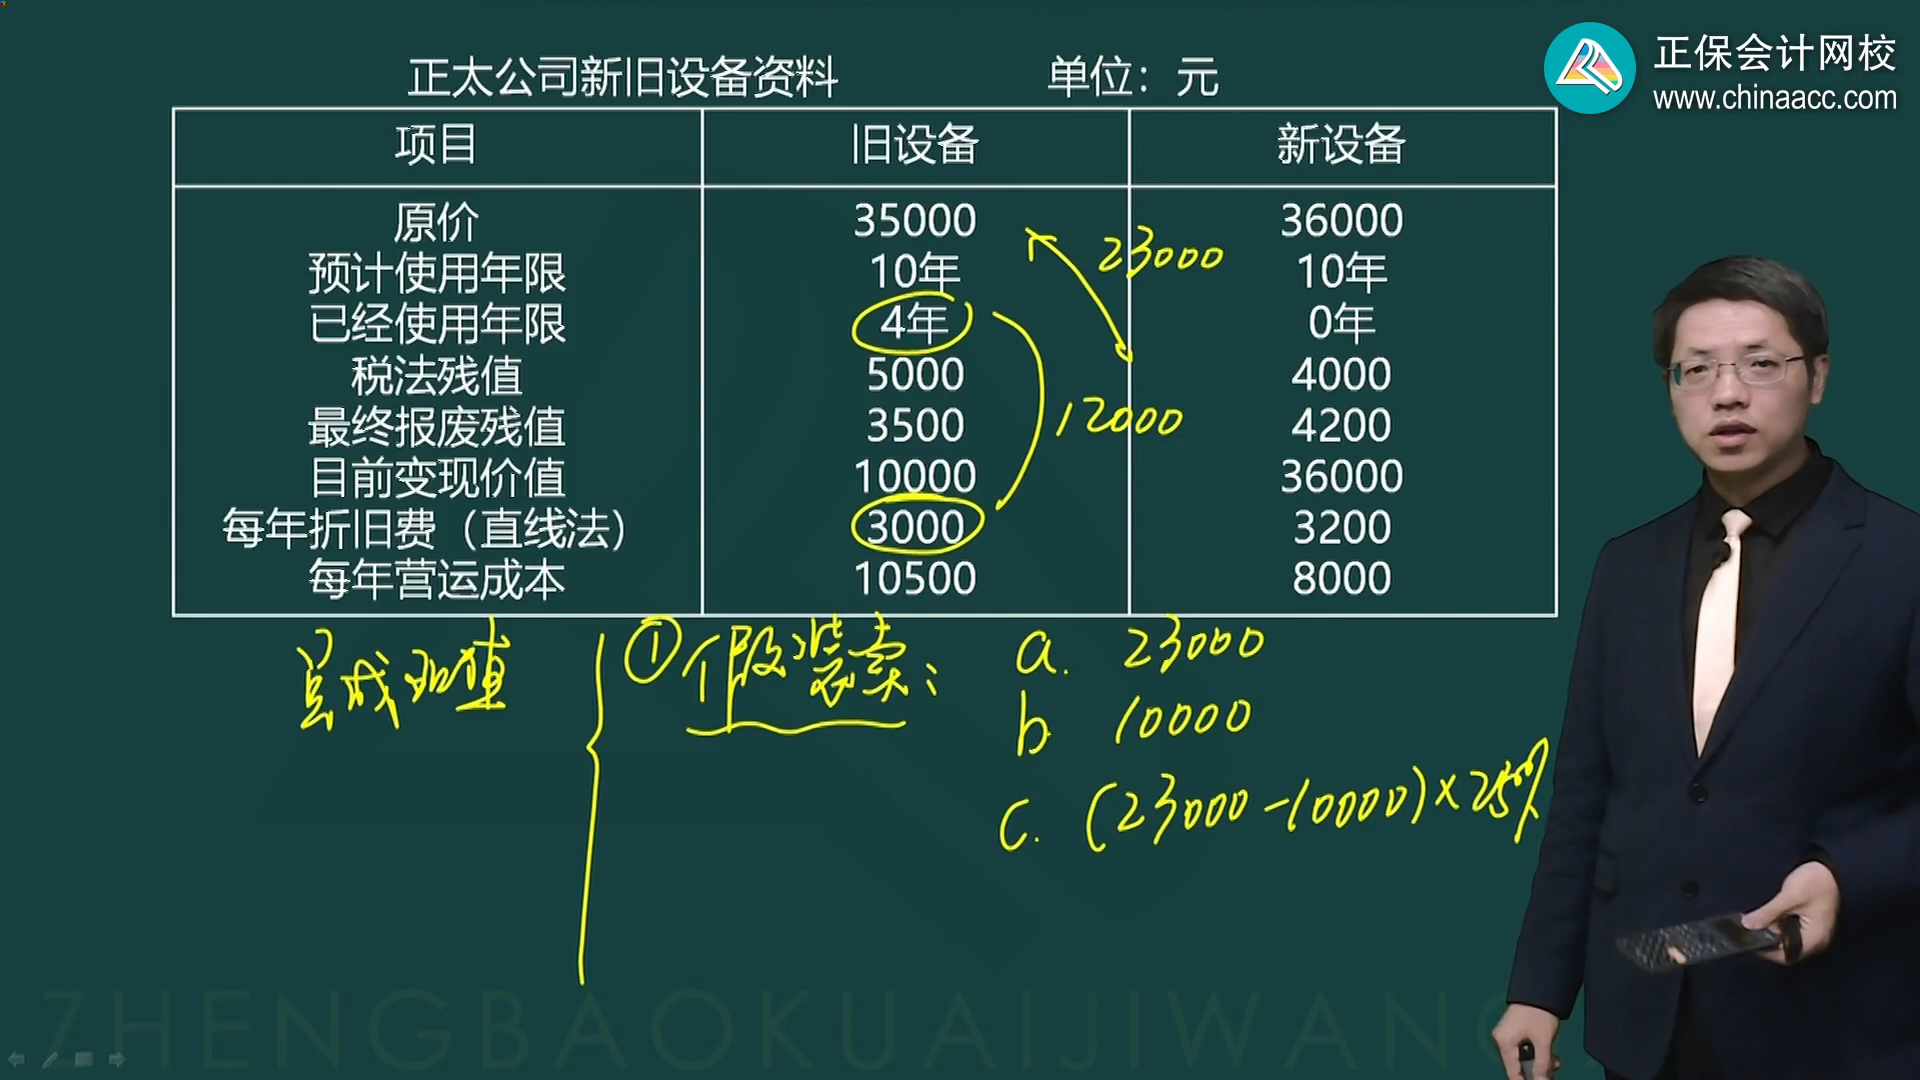 正保会计网校
www.chinaacc.com
正太公司新旧设备资料 单位：元
项目 旧设备 新设备
原价 35000 36000
23000
预计使用年限 10年 10年
已经使用年限 4年 0年
税法残值 5000 4000
最终报废残值 3500 4200
12000
目前变现价值 10000 36000
每年折旧费（直线法） 3000 3200
每年营运成本 10500 8000
①假装卖： a. 23000
b 10000
c. (23000-10000)×25%
ZHENGBAOKUAIJIWANG